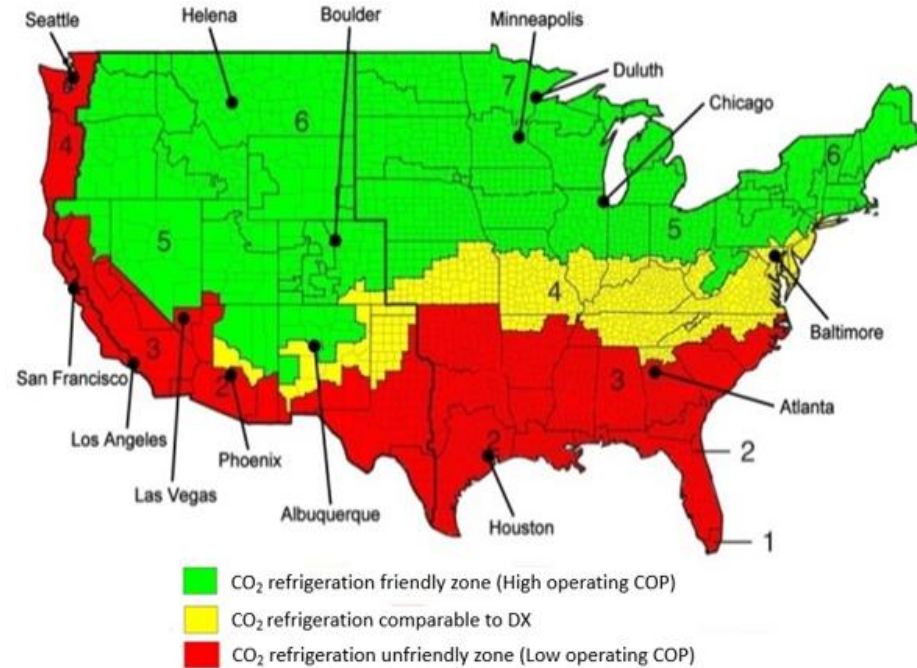 Seattle
Helena
Boulder
Minneapolis
Duluth
Chicago
7
6
6
6
4
5
5
4
Baltimore
San Francisco
3
2
3
Atlanta
Los Angeles
Phoenix
2
2
Las Vegas
Albuquerque
Houston
1
CO₂ refrigeration friendly zone (High operating COP)
CO₂ refrigeration comparable to DX
CO₂ refrigeration unfriendly zone (Low operating COP)